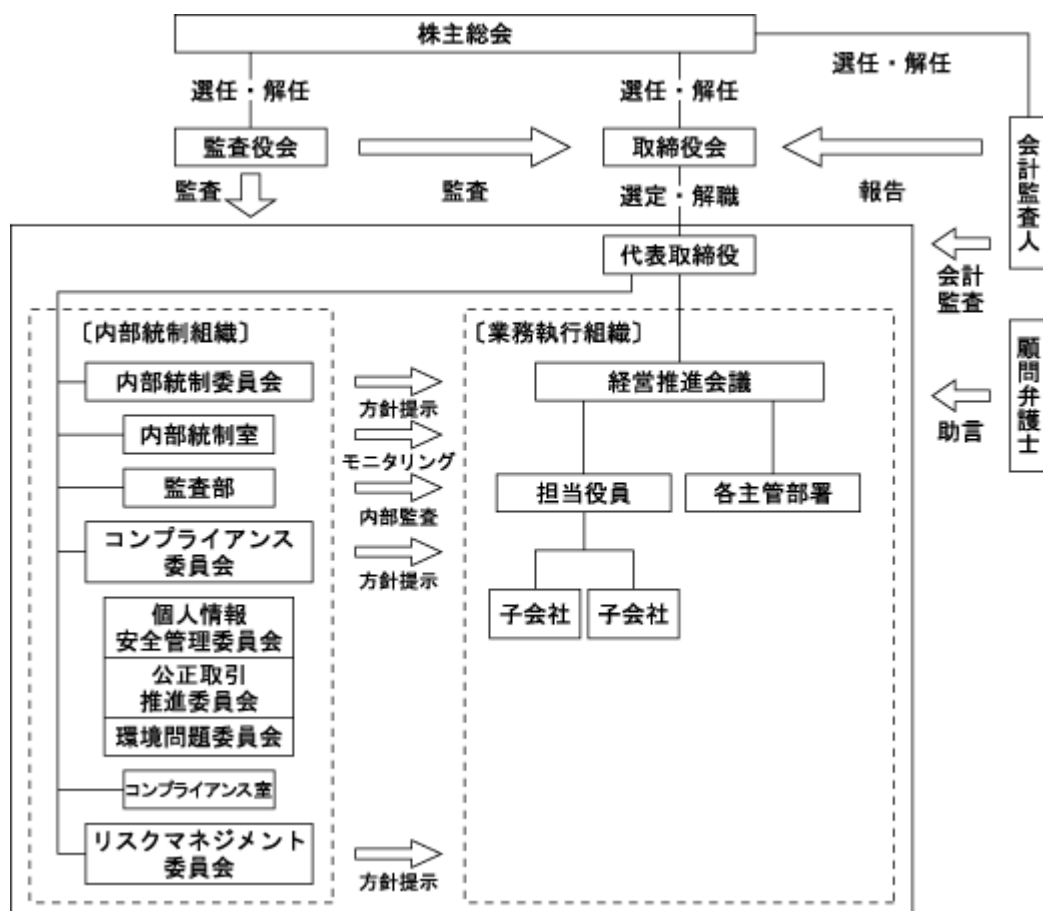 株主総会
選任・解任
選任・解任
選任・解任
監査役会
取締役会
会計監査人
監査
監査
選定・解職
報告
代表取締役
会計
監査
〔内部統制組織〕
〔業務執行組織〕
顧問弁護士
内部統制委員会
方針提示
経営推進会議
助言
内部統制室
モニタリング
監査部
内部監査
担当役員
各主管部署
コンプライアンス
委員会
方針提示
子会社
子会社
個人情報
安全管理委員会
公正取引
推進委員会
環境問題委員会
コンプライアンス室
リスクマネジメント
委員会
方針提示